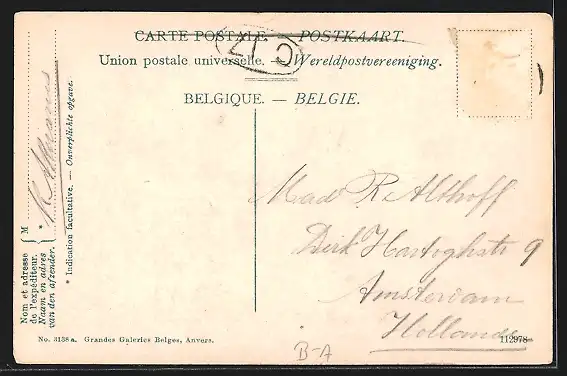 CARTE POSTALE. — POSTKAART.
Union postale universelle. — Wereldpostvereeniging.
BELGIQUE. — BELGIE.
Nom et adresse de l'expéditeur. M
Naam en adres van den afzender.
* Indication facultative. — Onverplichte opgave.
Mad R. Althoff
Dirk Hartoghstr 9
Amsterdam
Hollande
No. 3138 a. Grandes Galeries Belges, Anvers.
112978
B-A